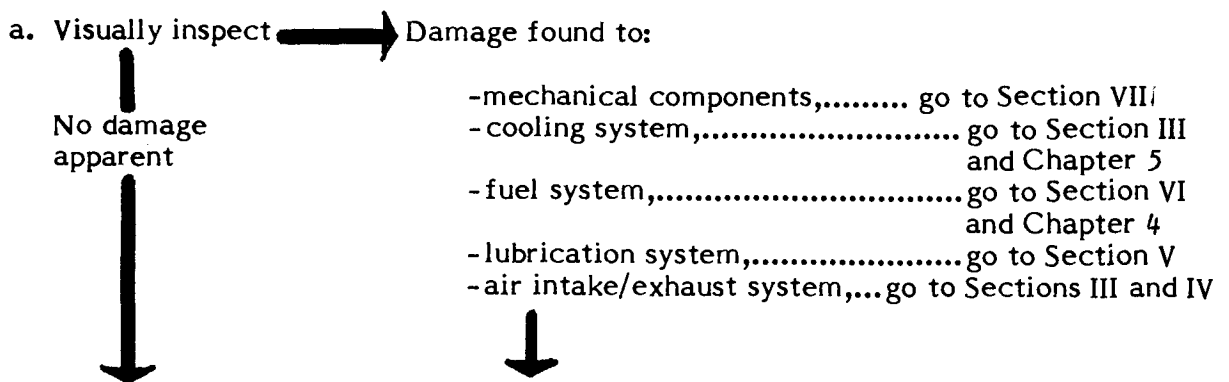 a. Visually inspect Damage found to:
-mechanical components,......... go to Section VII
-cooling system,............................ go to Section III
and Chapter 5
-fuel system,................................. go to Section VI
and Chapter 4
-lubrication system,....................... go to Section V
-air intake/exhaust system,...go to Sections III and IV
No damage
apparent